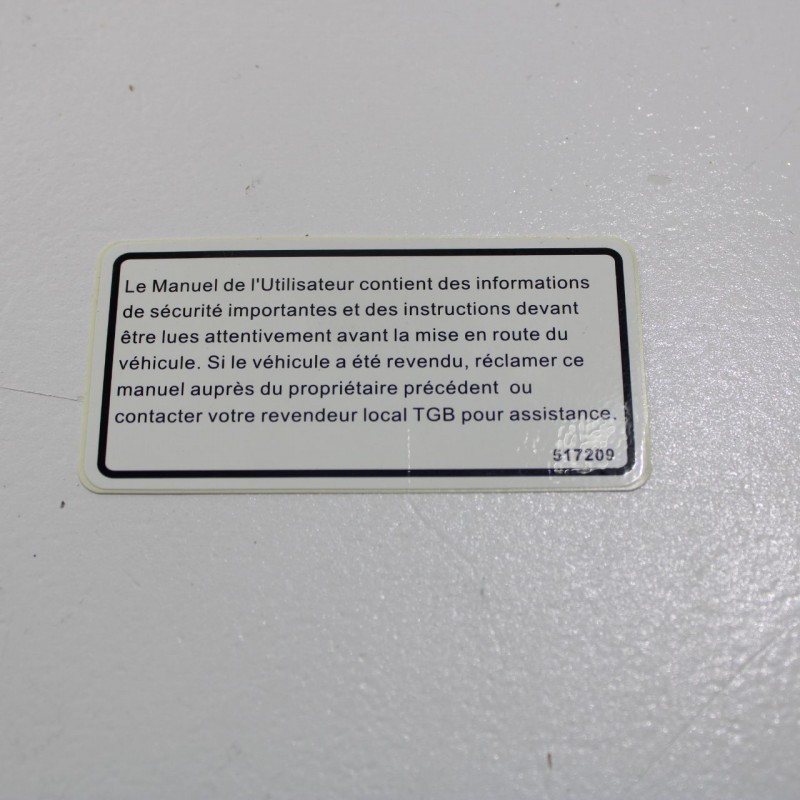 Le Manuel de l'Utilisateur contient des informations
de sécurité importantes et des instructions devant
être lues attentivement avant la mise en route du
véhicule. Si le véhicule a été revendu, réclamer ce
manuel auprès du propriétaire précédent ou
contacter votre revendeur local TGB pour assistance.
517209